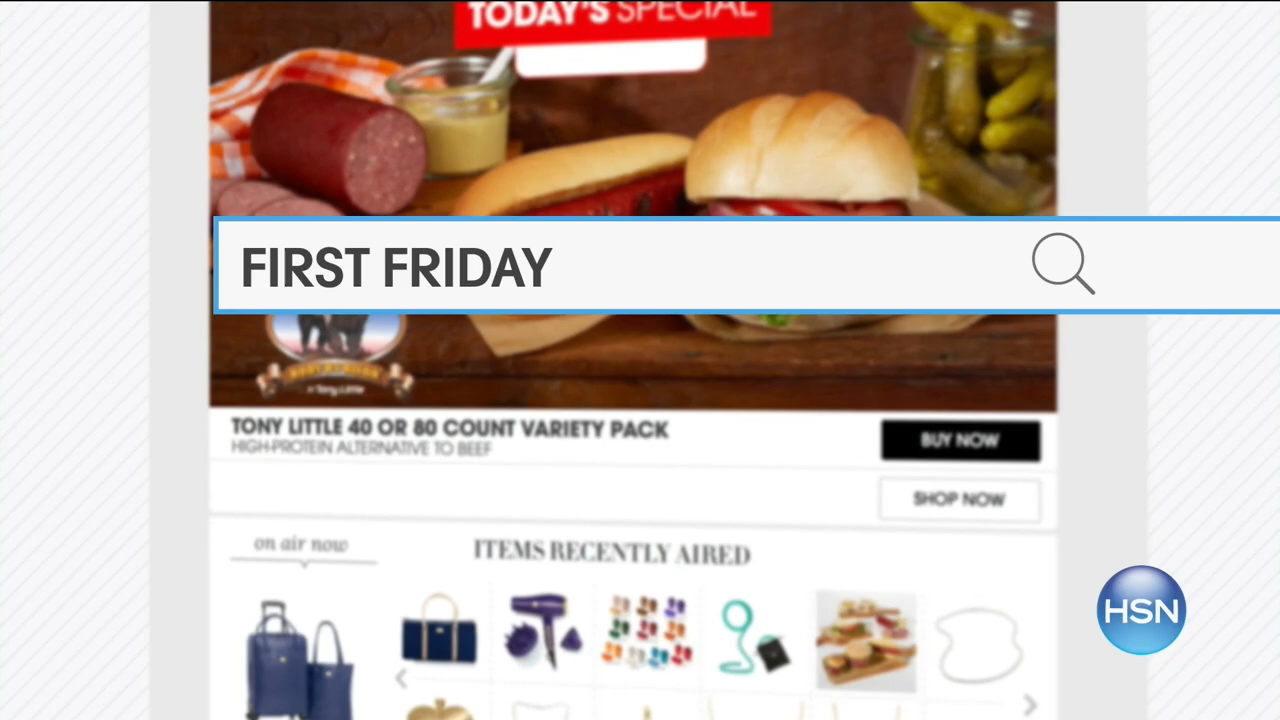 TODAY'S SPECIAL
FIRST FRIDAY
TONY LITTLE 40 OR 80 COUNT VARIETY PACK
HIGH-PROTEIN ALTERNATIVE TO BEEF
BUY NOW
SHOP NOW
on air now
ITEMS RECENTLY AIRED
HSN